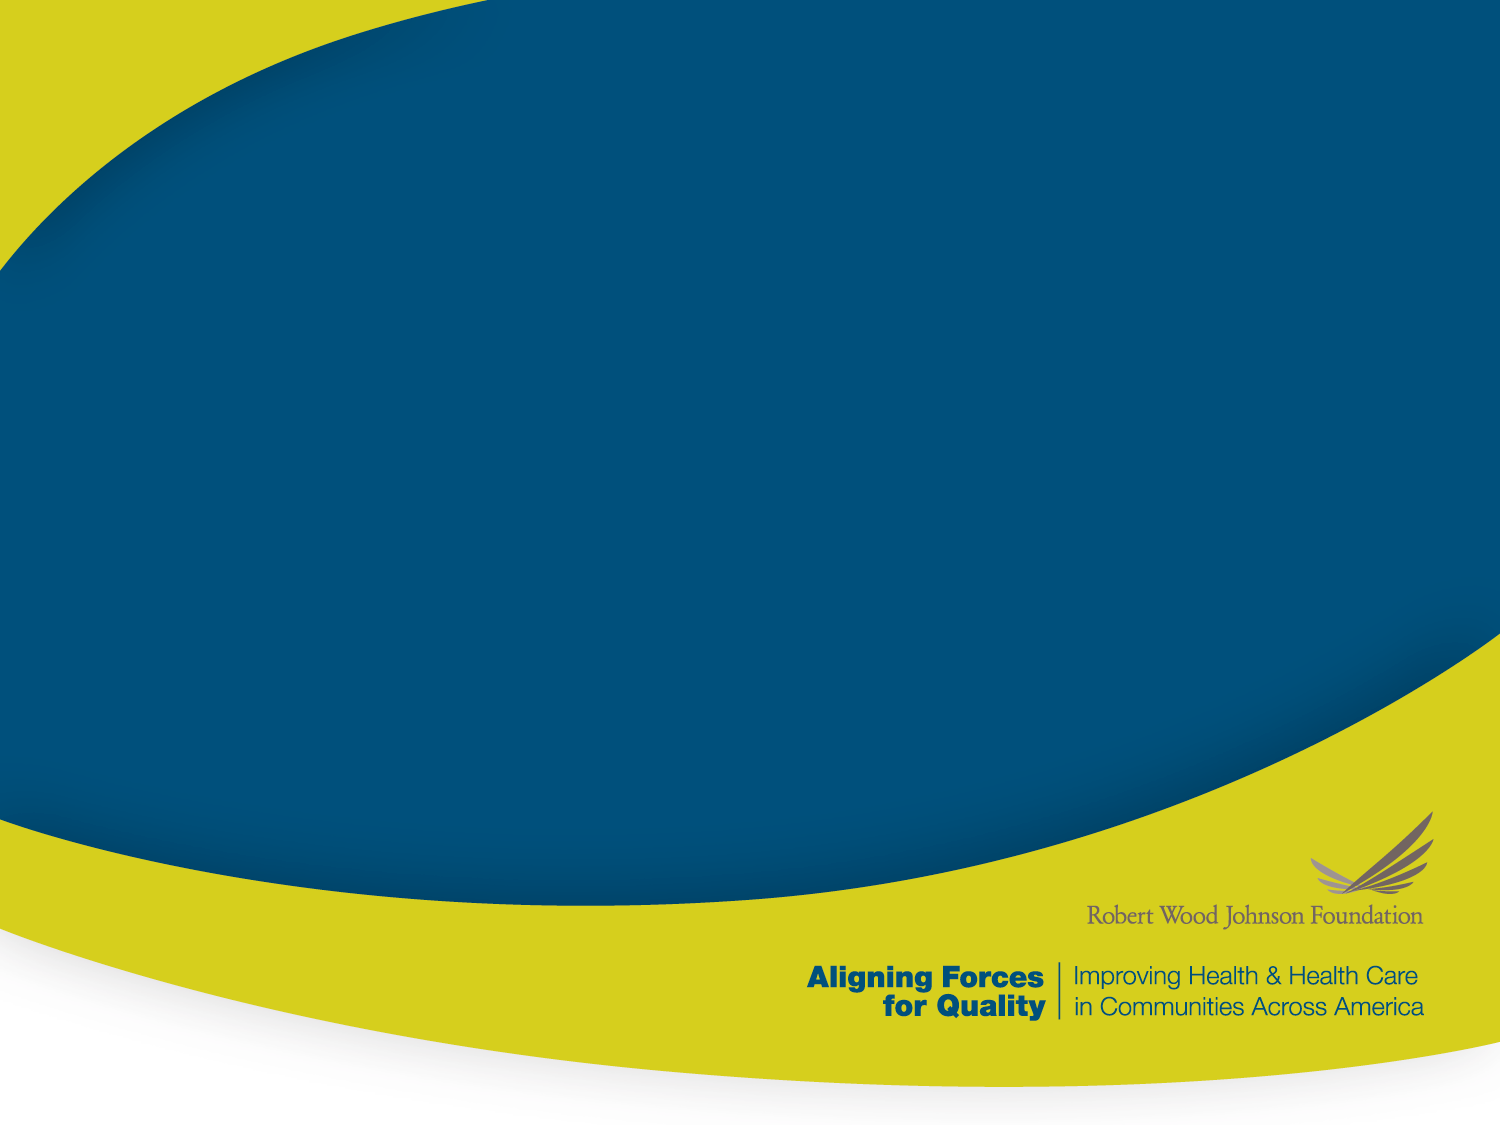 Robert Wood Johnson Foundation
Aligning Forces
for Quality
Improving Health & Health Care
in Communities Across America